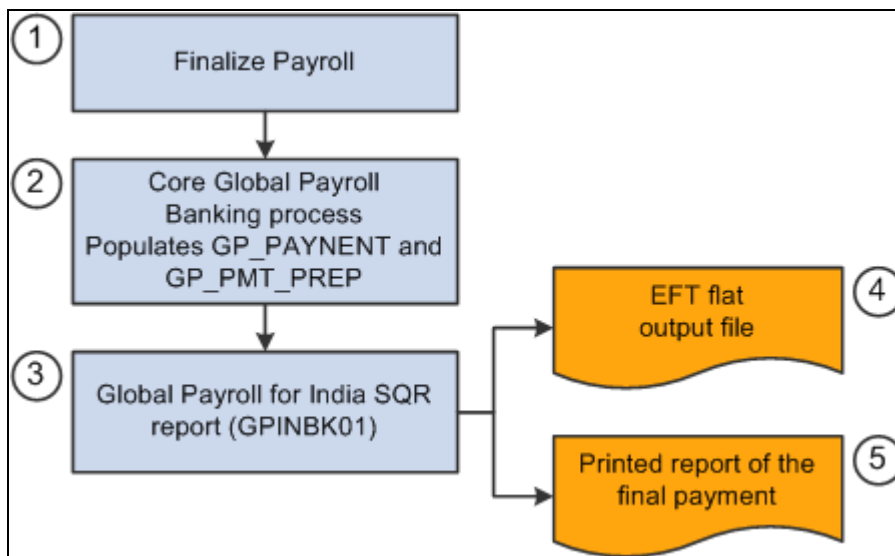 1
Finalize Payroll
2
Core Global Payroll
Banking process
Populates GP_PAYNENT and
GP_PMT_PREP
3
Global Payroll for India SQR
report (GPINBK01)
4
EFT flat
output file
5
Printed report of the
final payment